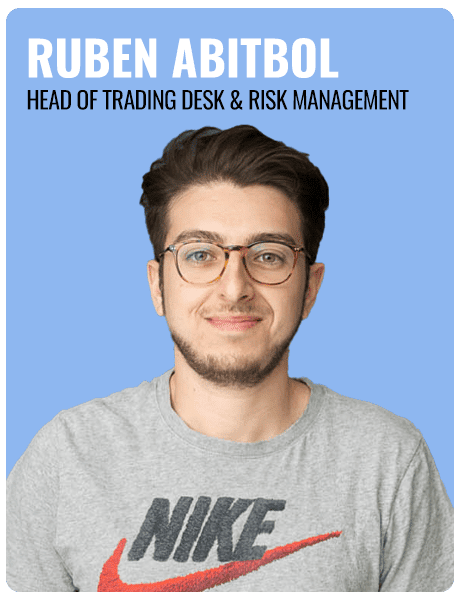 RUBEN ABITBOL
HEAD OF TRADING DESK & RISK MANAGEMENT
NIKE